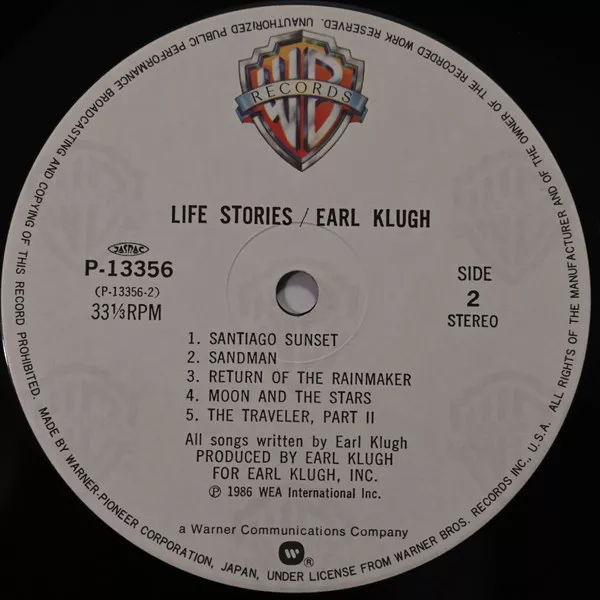 ALL RIGHTS OF THE MANUFACTURER AND OF THE OWNER OF THE RECORDED WORK RESERVED. UNAUTHORIZED PUBLIC PERFORMANCE BROADCASTING AND COPYING OF THIS RECORD PROHIBITED.
WB
RECORDS
LIFE STORIES / EARL KLUGH
JASRAC
P-13356
(P-13356-2)
33⅓RPM
SIDE
2
STEREO
1. SANTIAGO SUNSET
2. SANDMAN
3. RETURN OF THE RAINMAKER
4. MOON AND THE STARS
5. THE TRAVELER, PART II
All songs written by Earl Klugh
PRODUCED BY EARL KLUGH
FOR EARL KLUGH, INC.
℗ 1986 WEA International Inc.
a Warner Communications Company
W®
MADE BY WARNER-PIONEER CORPORATION, JAPAN, UNDER LICENSE FROM WARNER BROS. RECORDS INC., U.S.A.